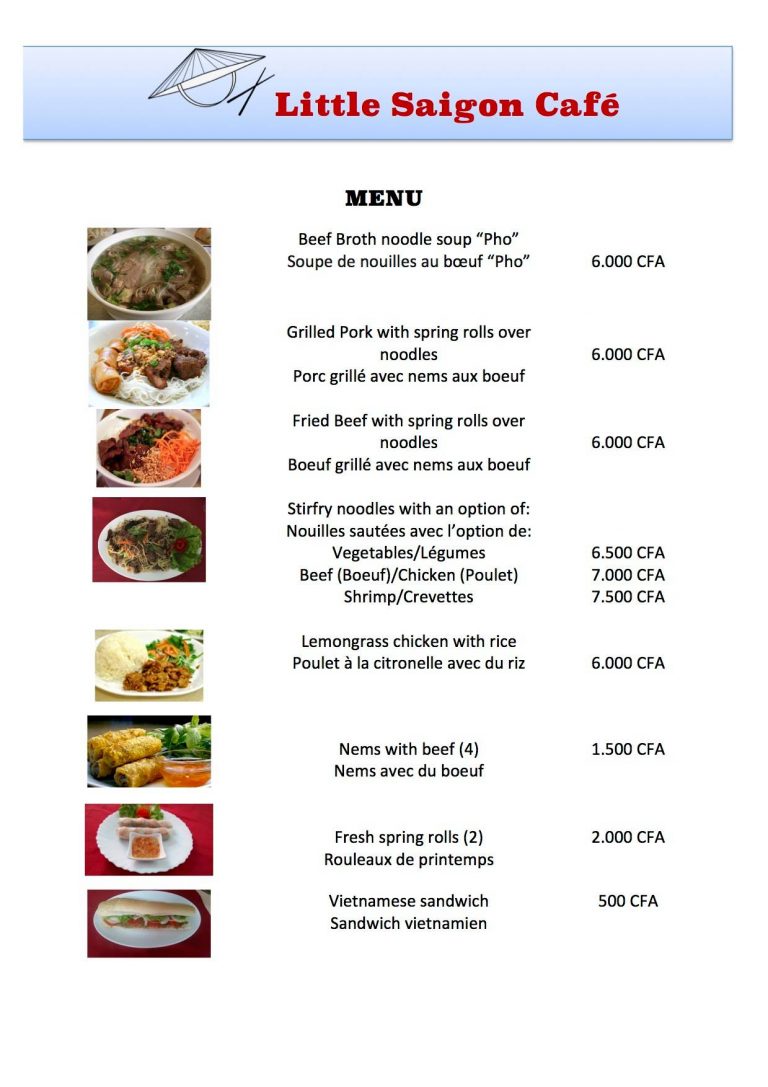 Little Saigon Café
MENU
Beef Broth noodle soup “Pho”
Soupe de nouilles au bœuf “Pho” 6.000 CFA
Grilled Pork with spring rolls over
noodles 6.000 CFA
Porc grillé avec nems aux boeuf
Fried Beef with spring rolls over
noodles 6.000 CFA
Boeuf grillé avec nems aux boeuf
Stirfry noodles with an option of:
Nouilles sautées avec l’option de:
Vegetables/Légumes 6.500 CFA
Beef (Boeuf)/Chicken (Poulet) 7.000 CFA
Shrimp/Crevettes 7.500 CFA
Lemongrass chicken with rice
Poulet à la citronelle avec du riz 6.000 CFA
Nems with beef (4) 1.500 CFA
Nems avec du boeuf
Fresh spring rolls (2) 2.000 CFA
Rouleaux de printemps
Vietnamese sandwich 500 CFA
Sandwich vietnamien